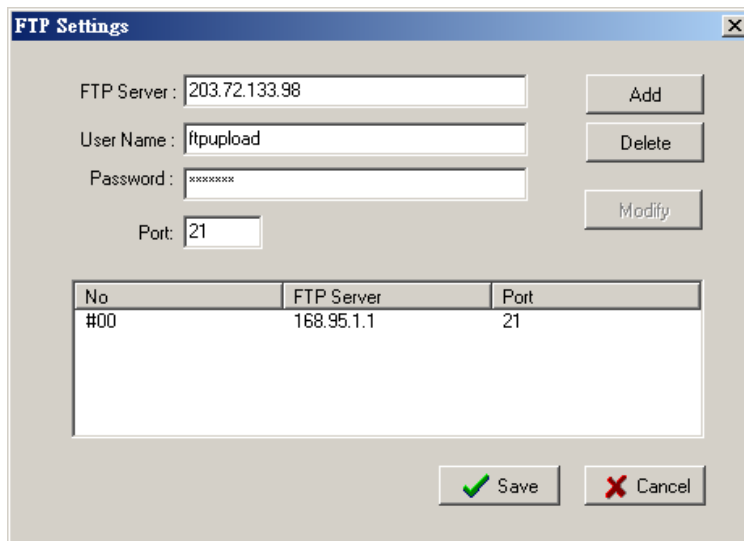 FTP Settings
FTP Server : 203.72.133.98
Add
User Name : ftpupload
Delete
Password : *******
Modify
Port: 21
No FTP Server Port
#00 168.95.1.1 21
Save Cancel